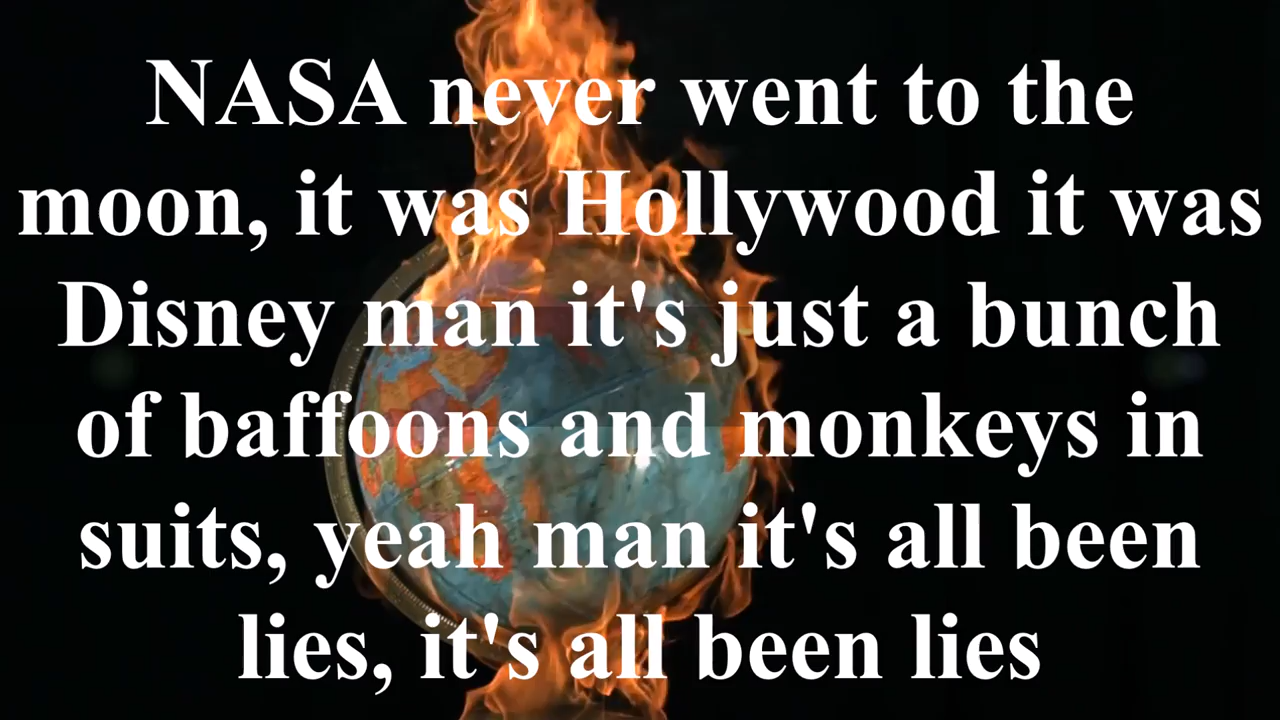 NASA never went to the
moon, it was Hollywood it was
Disney man it's just a bunch
of baffoons and monkeys in
suits, yeah man it's all been
lies, it's all been lies